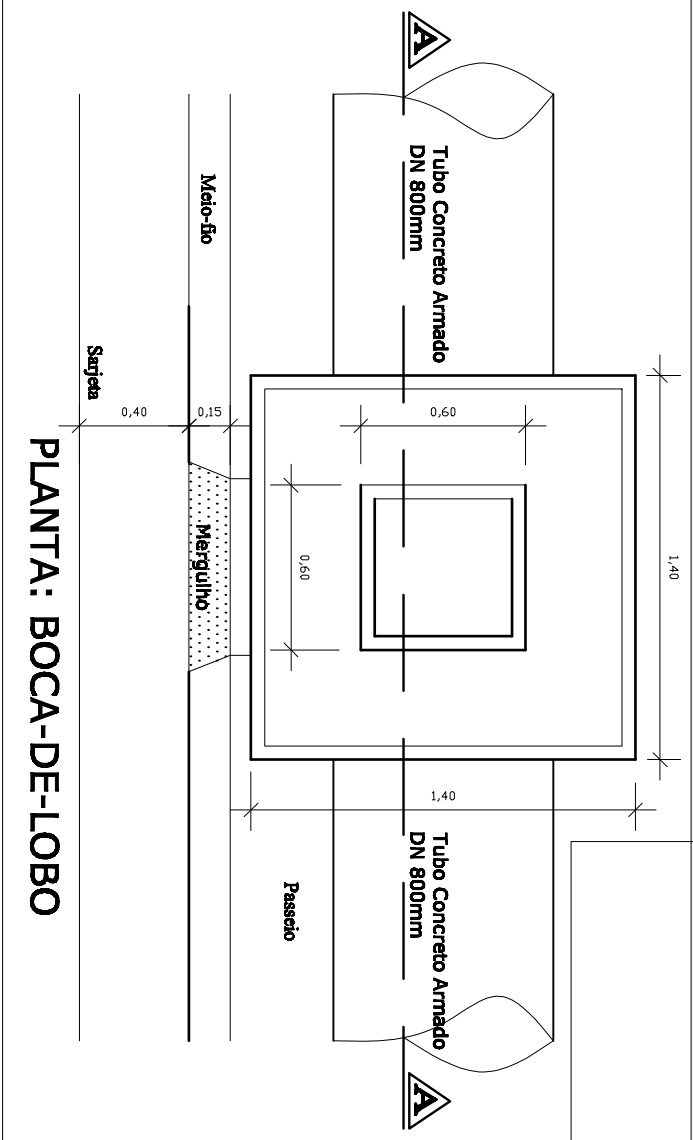 A
Tubo Concreto Armado
DN 800mm
Meio-fio
Sarjeta
0,40
0,15
0,60
0,60
1,40
Mergulho
1,40
Tubo Concreto Armado
DN 800mm
Passeio
A
PLANTA: BOCA-DE-LOBO